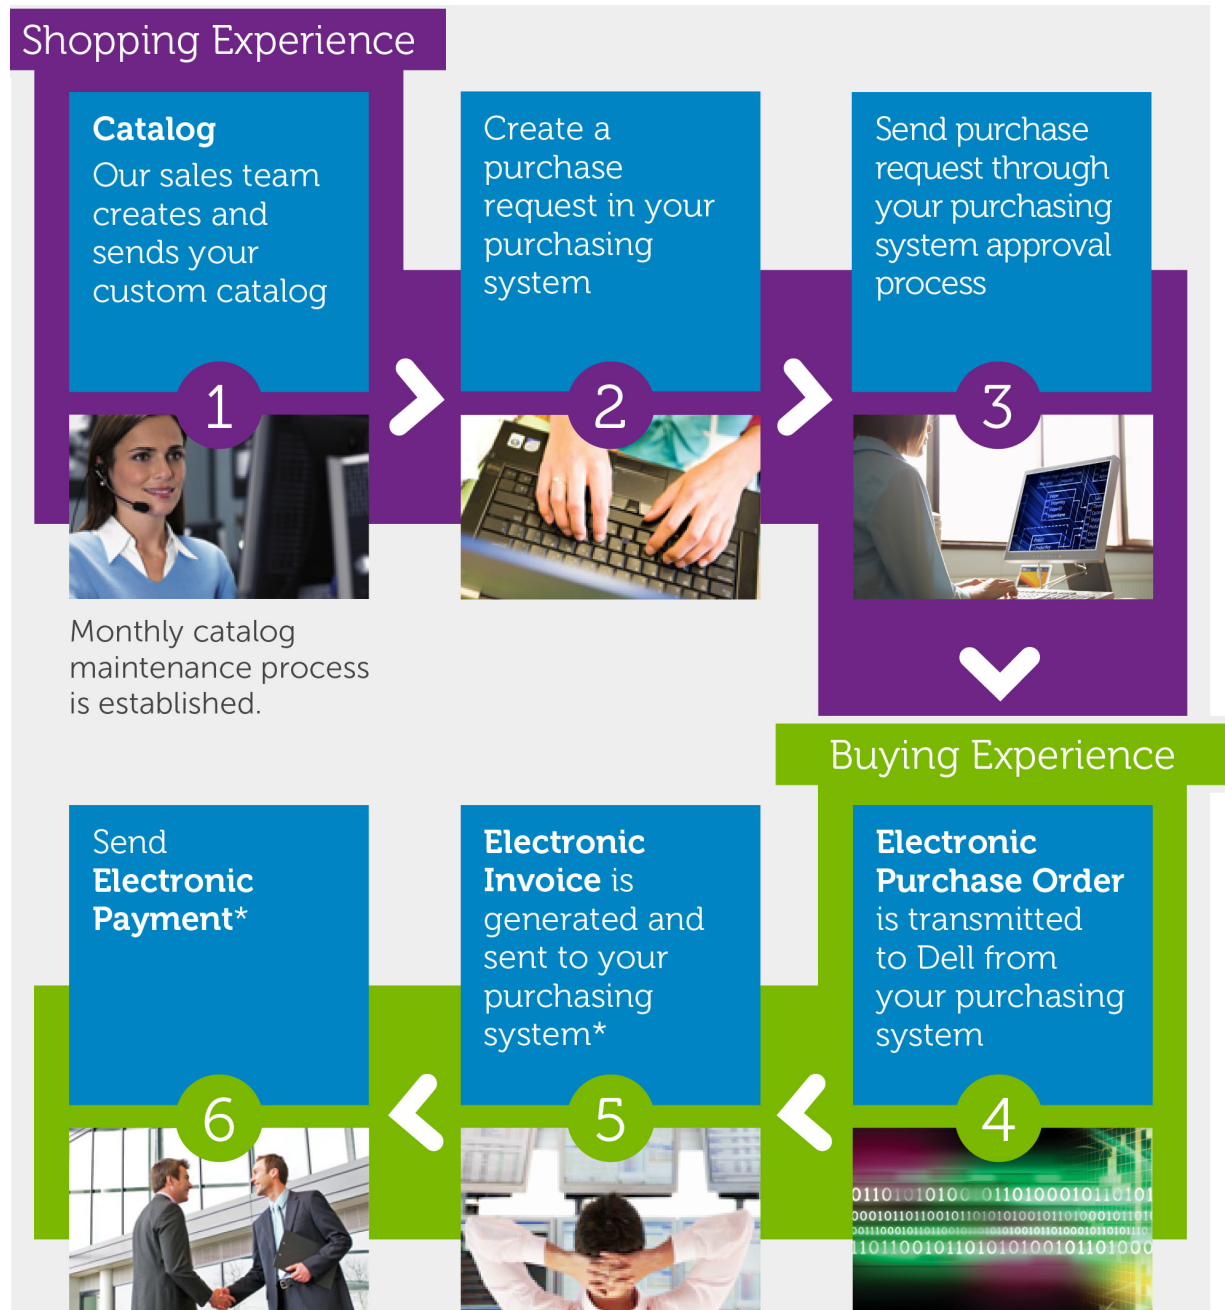 Shopping Experience
Catalog
Our sales team
creates and
sends your
custom catalog
1
Monthly catalog
maintenance process
is established.
Create a
purchase
request in your
purchasing
system
2
Send purchase
request through
your purchasing
system approval
process
3
Buying Experience
Electronic
Purchase Order
is transmitted
to Dell from
your purchasing
system
4
Electronic
Invoice is
generated and
sent to your
purchasing
system*
5
Send
Electronic
Payment*
6